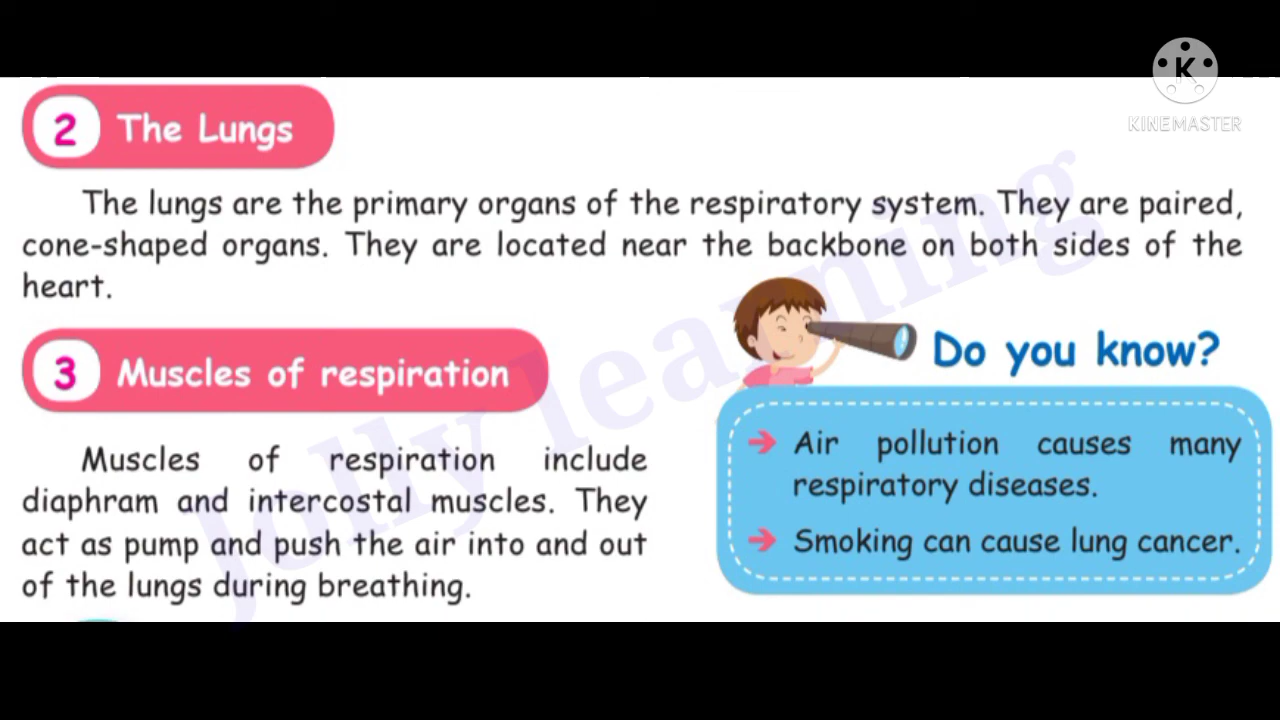 K
KINEMASTER
2 The Lungs
The lungs are the primary organs of the respiratory system. They are paired,
cone-shaped organs. They are located near the backbone on both sides of the
heart.
3 Muscles of respiration
Muscles of respiration include
diaphram and intercostal muscles. They
act as pump and push the air into and out
of the lungs during breathing.
Do you know?
➔ Air pollution causes many
respiratory diseases.
➔ Smoking can cause lung cancer.
Jolly learning